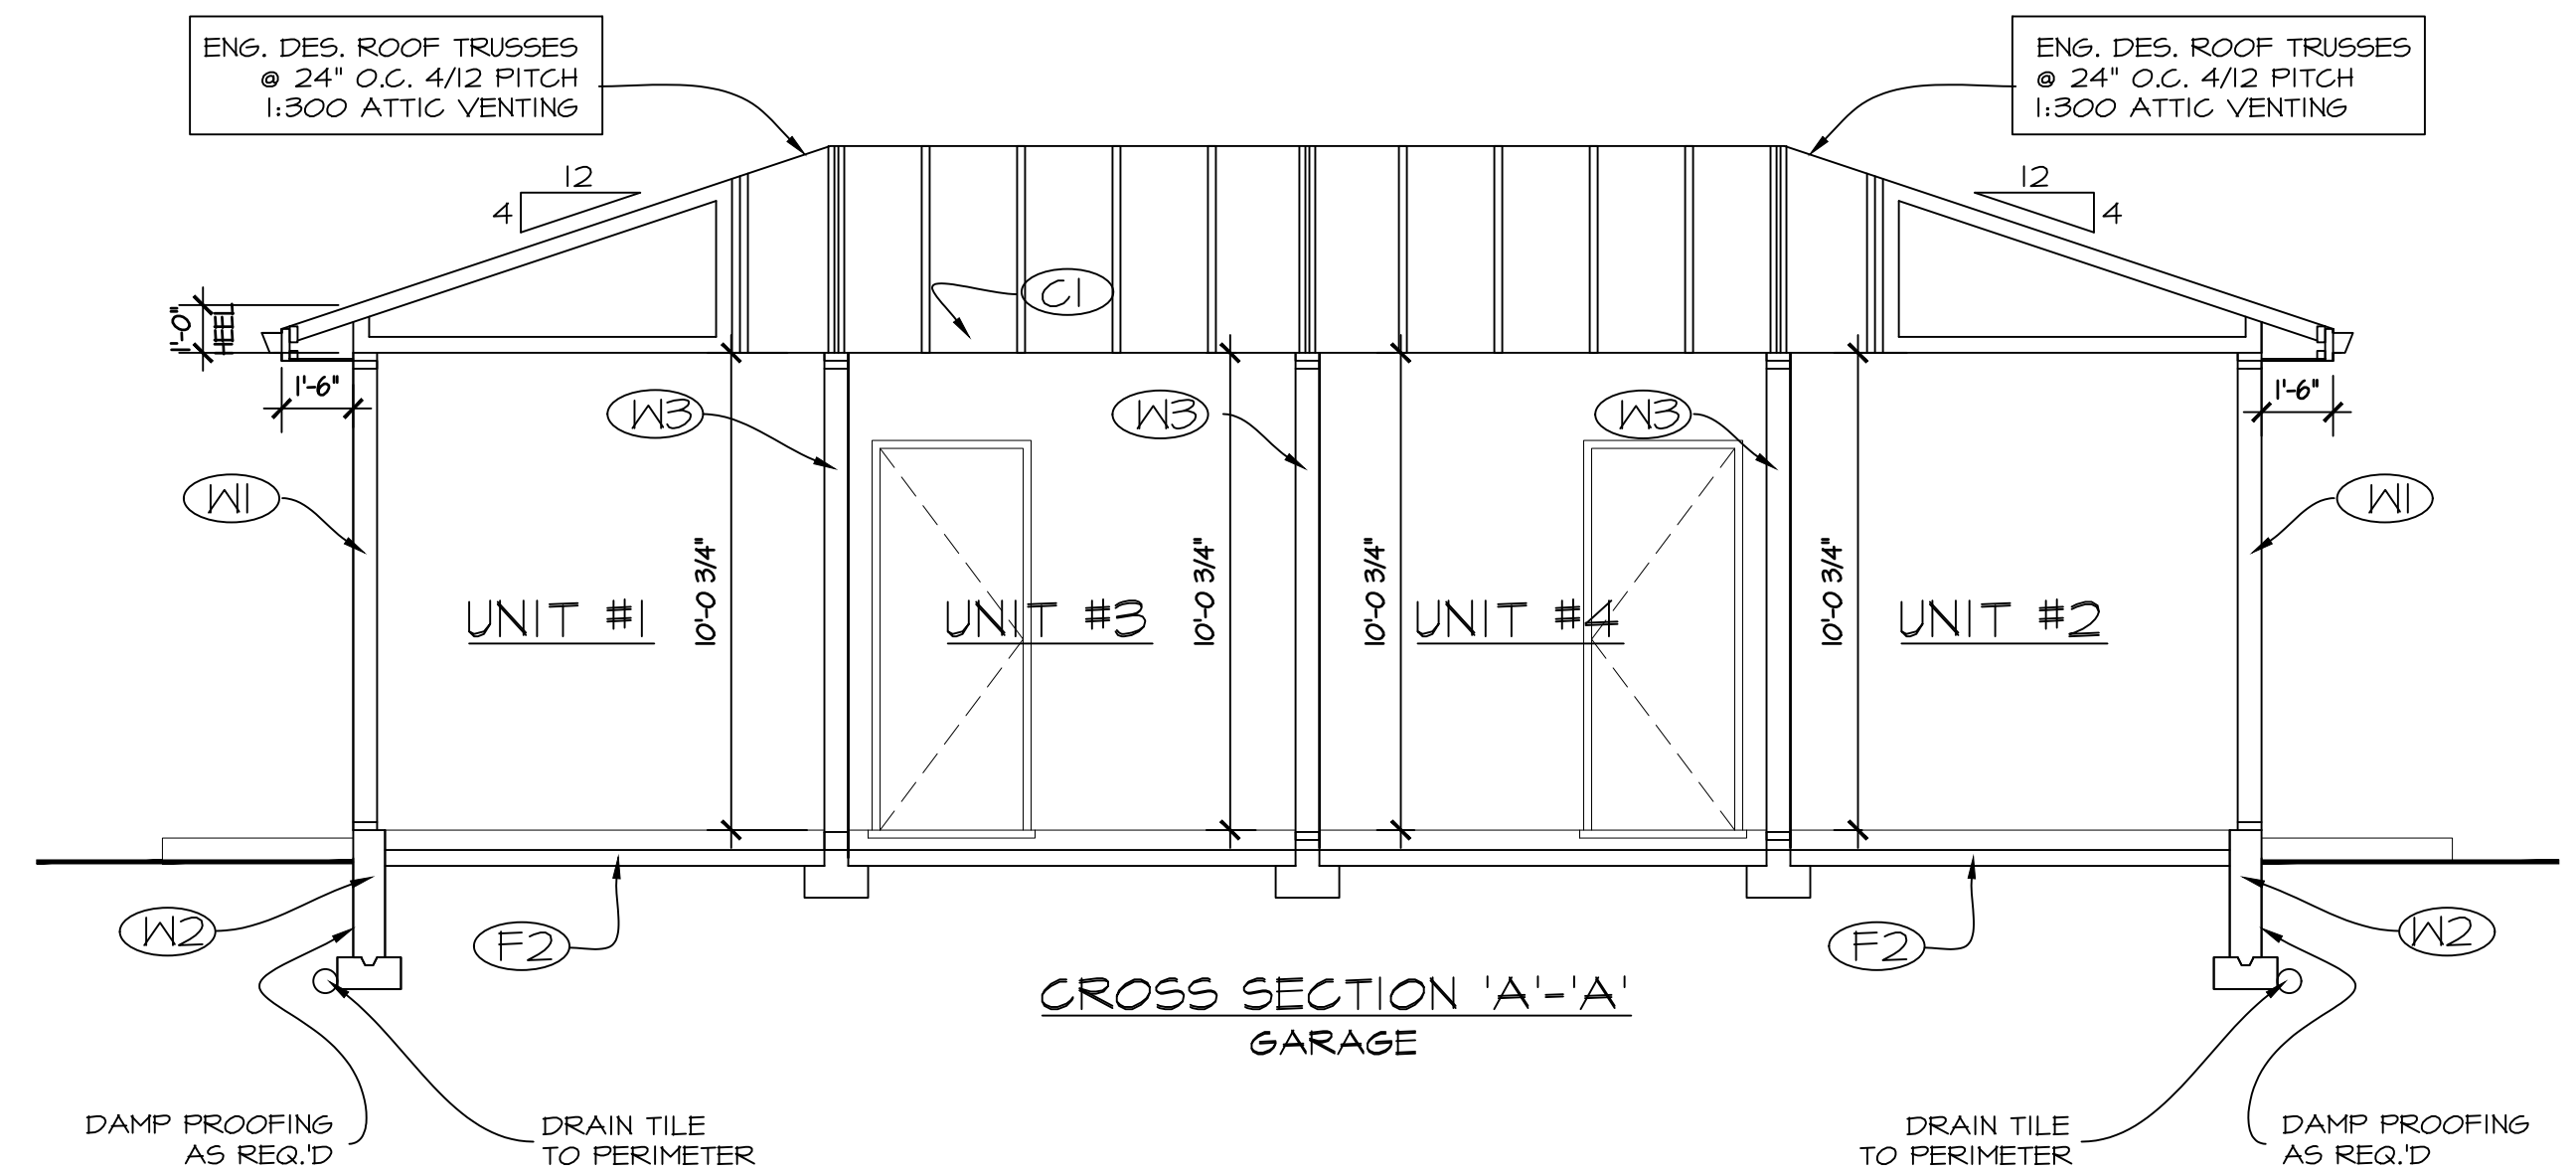 ENG. DES. ROOF TRUSSES
@ 24" O.C. 4/12 PITCH
1:300 ATTIC VENTING
ENG. DES. ROOF TRUSSES
@ 24" O.C. 4/12 PITCH
1:300 ATTIC VENTING
12
4
12
4
C1
1'-0"
HEEL
1'-6"
1'-6"
W3
W3
W3
W1
W1
10'-0 3/4"
10'-0 3/4"
10'-0 3/4"
10'-0 3/4"
UNIT #1
UNIT #3
UNIT #4
UNIT #2
W2
F2
F2
W2
CROSS SECTION 'A'-'A'
GARAGE
DAMP PROOFING
AS REQ.'D
DRAIN TILE
TO PERIMETER
DRAIN TILE
TO PERIMETER
DAMP PROOFING
AS REQ.'D